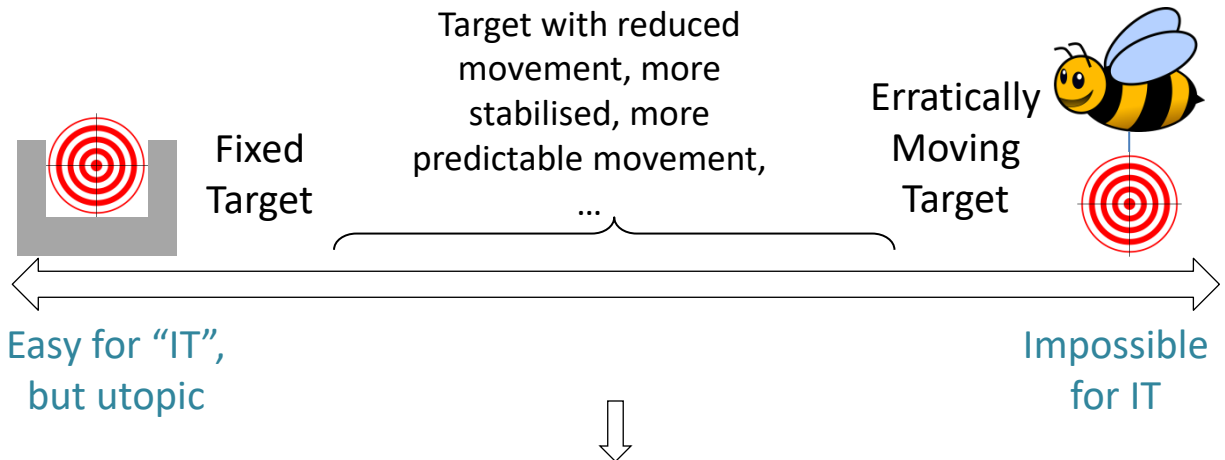 Fixed
Target
Target with reduced
movement, more
stabilised, more
predictable movement,
...
Erratically
Moving
Target
Easy for “IT”,
but utopic
Impossible
for IT